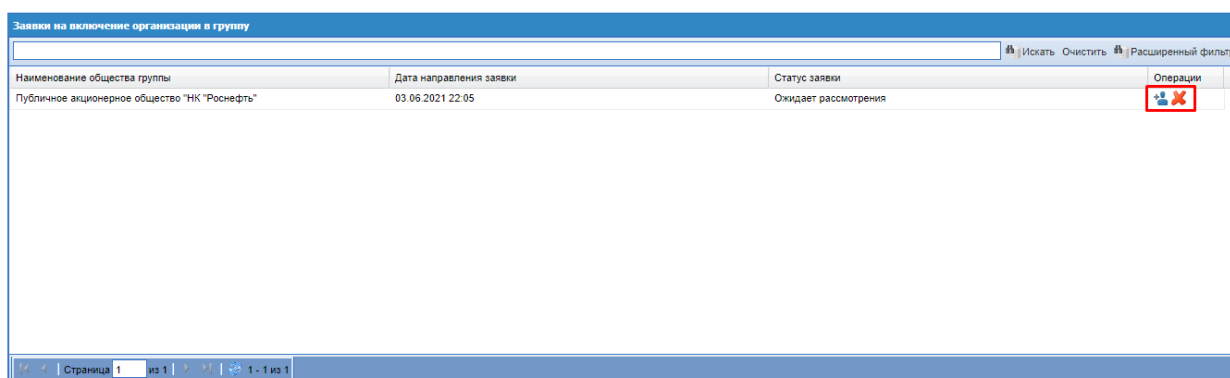 Заявки на включение организации в группу
Искать Очистить Расширенный фильтр
Наименование общества группы Дата направления заявки Статус заявки Операции
Публичное акционерное общество "НК "Роснефть" 03.06.2021 22:05 Ожидает рассмотрения
Страница 1 из 1 1 - 1 из 1